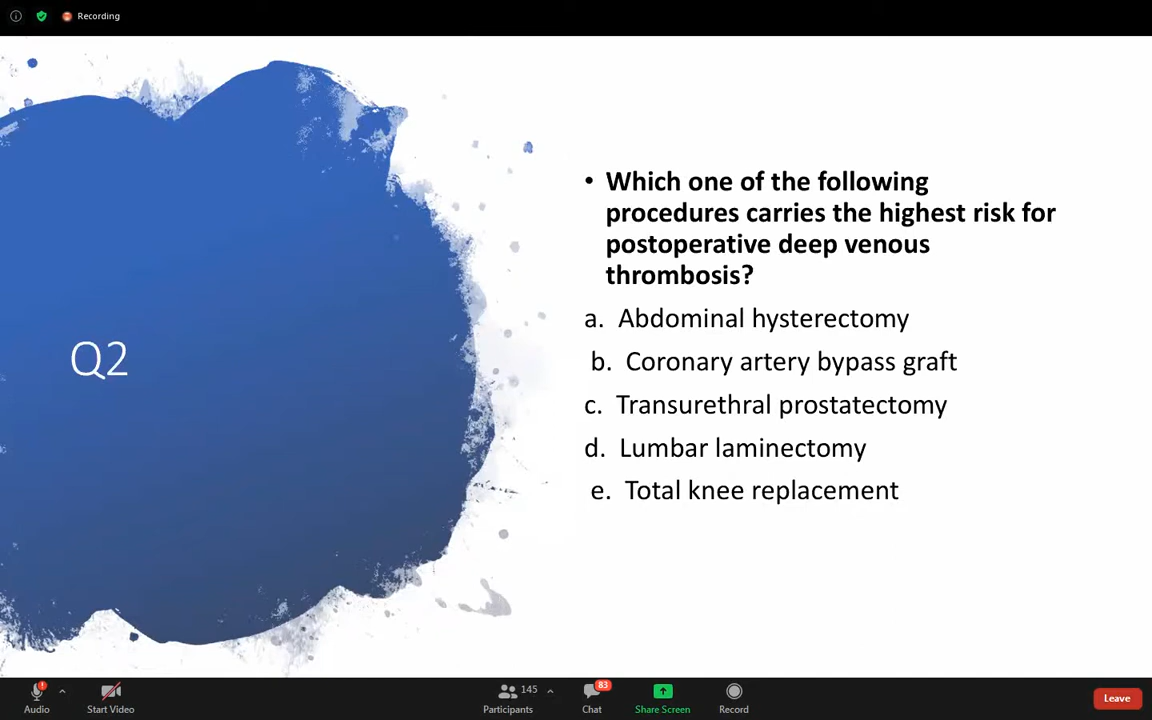 Recording
Q2
• Which one of the following
procedures carries the highest risk for
postoperative deep venous
thrombosis?
a. Abdominal hysterectomy
b. Coronary artery bypass graft
c. Transurethral prostatectomy
d. Lumbar laminectomy
e. Total knee replacement
Audio
Start Video
145
Participants
83
Chat
Share Screen
Record
Leave